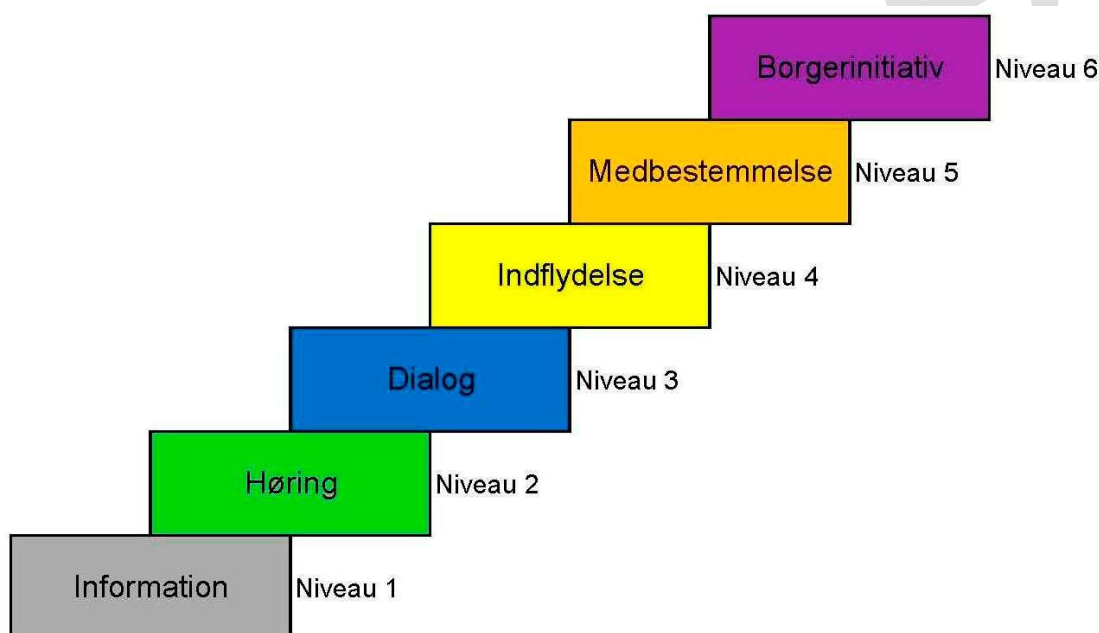 Borgerinitiativ Niveau 6
Medbestemmelse Niveau 5
Indflydelse Niveau 4
Dialog Niveau 3
Høring Niveau 2
Information Niveau 1